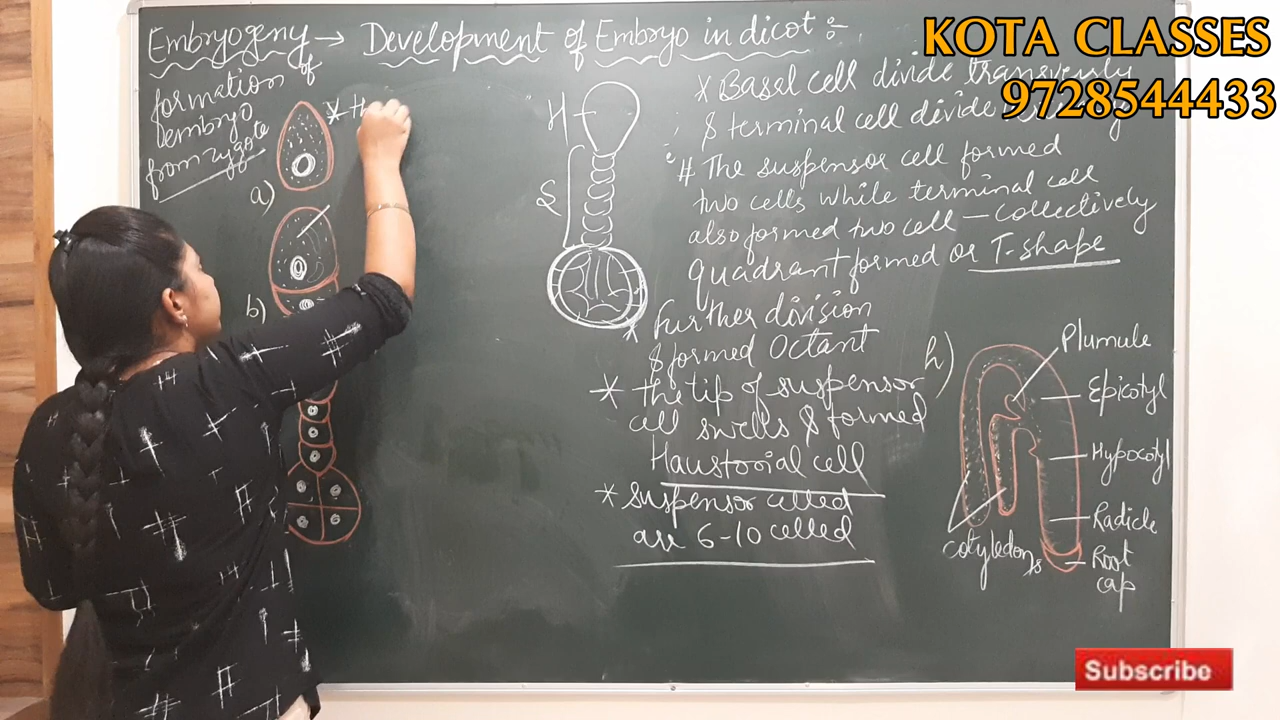 Embryogeny → Development of Embryo in dicot :-
formation of
embryo
from zygote
a)
b)
* th
H
S
* Basal cell divide transversly
& terminal cell divide
# The suspensor cell formed
two cells while terminal cell
also formed two cell - Collectively
quadrant formed or T-shape
* further division
& formed Octant
* the tip of suspensor
cell swells & formed
Haustorial cell
* suspensor celled
are 6-10 celled
h)
Plumule
Epicotyl
Hypocotyl
Radicle
Root
cap
cotyledons
KOTA CLASSES
9728544433
Subscribe